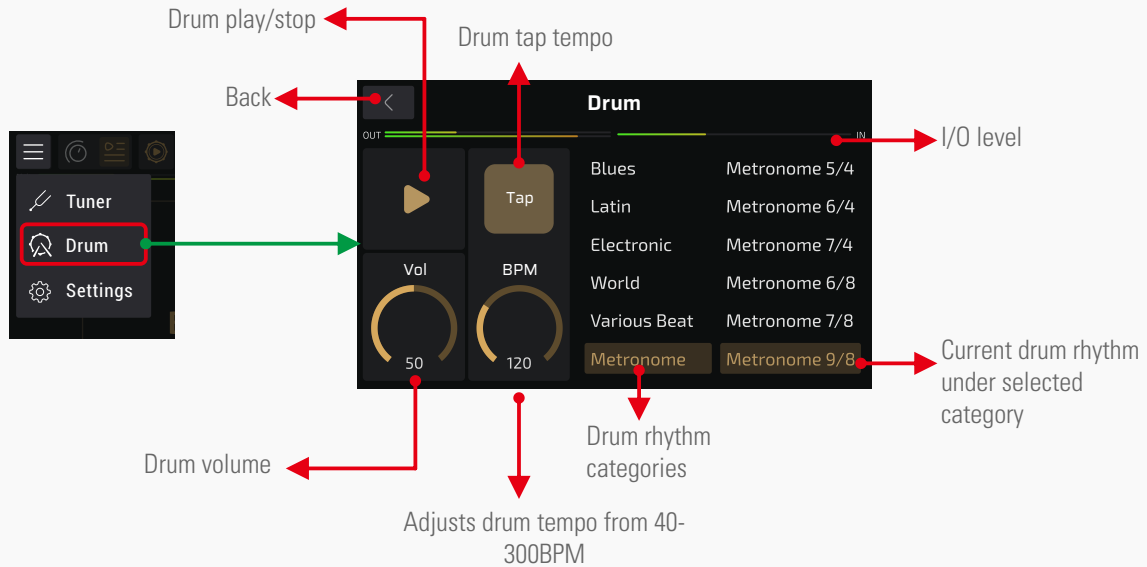 Drum play/stop
Drum tap tempo
Back
Drum
OUT
IN
I/O level
Tuner
Drum
Settings
Tap
Vol
50
BPM
120
Blues
Latin
Electronic
World
Various Beat
Metronome
Metronome 5/4
Metronome 6/4
Metronome 7/4
Metronome 6/8
Metronome 7/8
Metronome 9/8
Current drum rhythm
under selected
category
Drum rhythm
categories
Drum volume
Adjusts drum tempo from 40-
300BPM